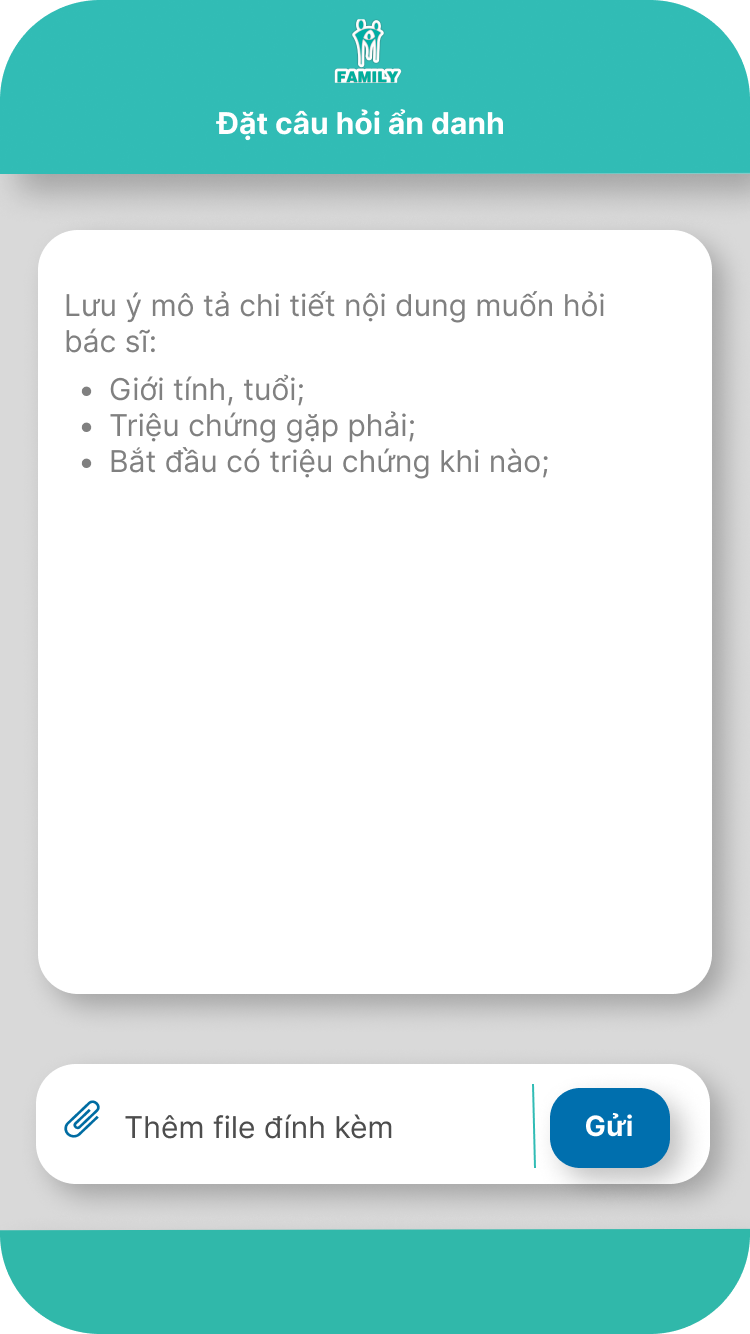 FAMILY
Đặt câu hỏi ẩn danh
Lưu ý mô tả chi tiết nội dung muốn hỏi
bác sĩ:
• Giới tính, tuổi;
• Triệu chứng gặp phải;
• Bắt đầu có triệu chứng khi nào;
Thêm file đính kèm
Gửi